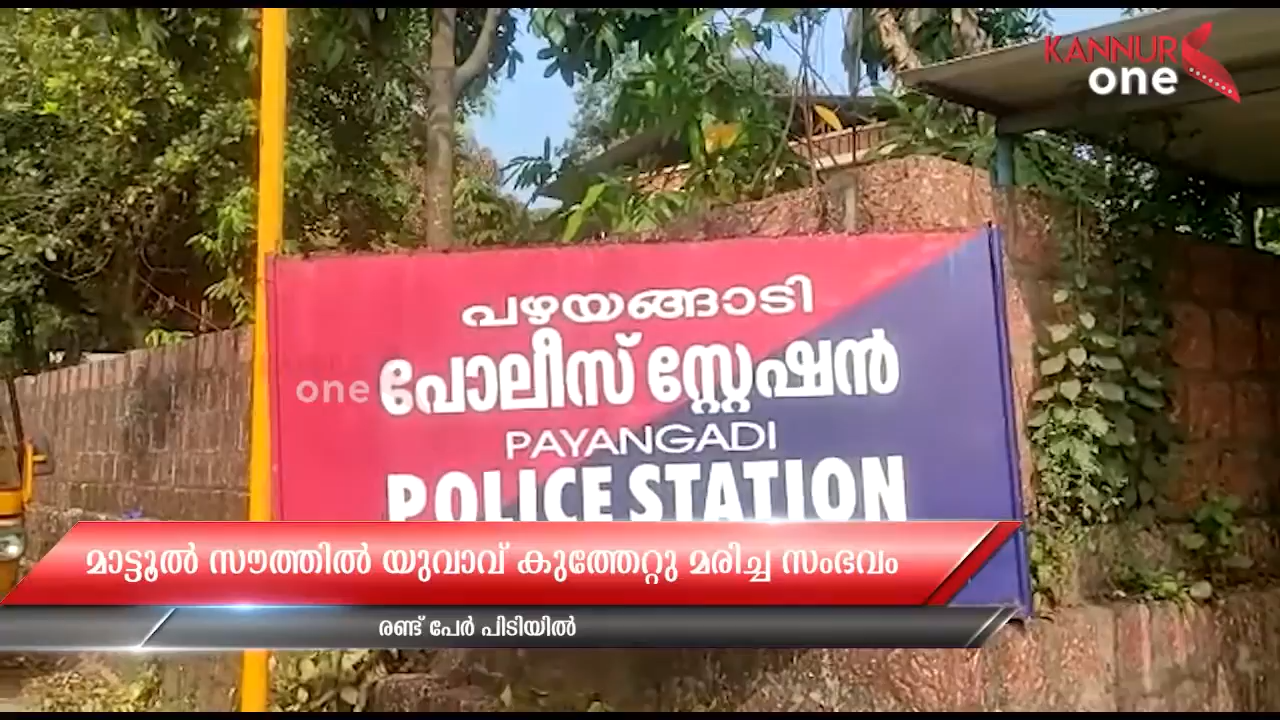 KANNUR
one
പഴയങ്ങാടി
one പോലീസ് സ്റ്റേഷൻ
PAYANGADI
POLICE STATION
മാട്ടൂൽ സൗത്തിൽ യുവാവ് കുത്തേറ്റു മരിച്ച സംഭവം
രണ്ട് പേർ പിടിയിൽ